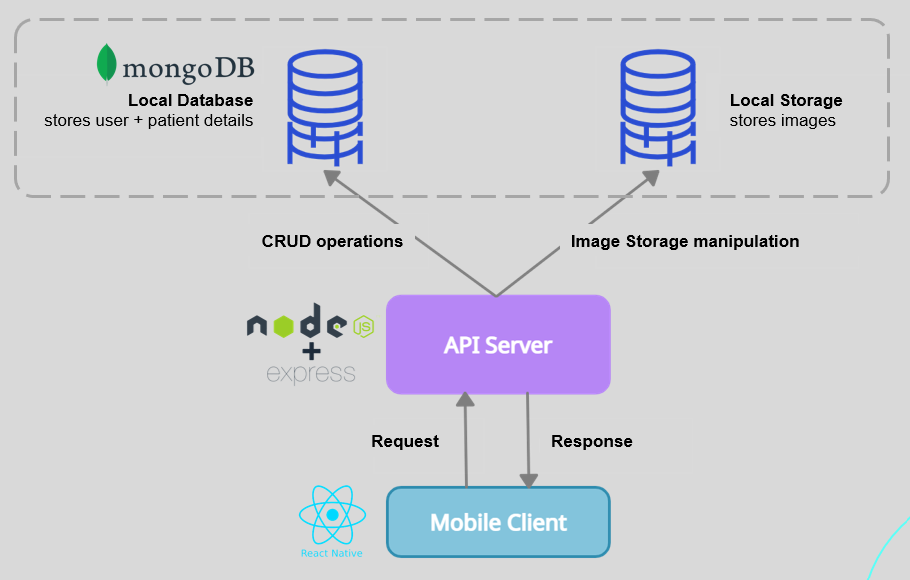 mongoDB
Local Database
stores user + patient details
Local Storage
stores images
CRUD operations
Image Storage manipulation
node
JS
+
express
API Server
Request
Response
Mobile Client
React Native